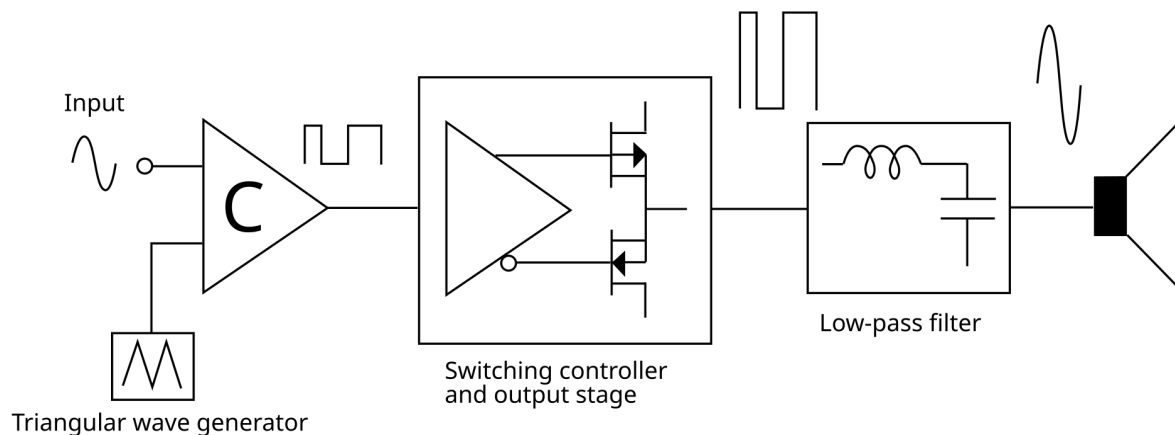 Input
C
Switching controller
and output stage
Low-pass filter
Triangular wave generator